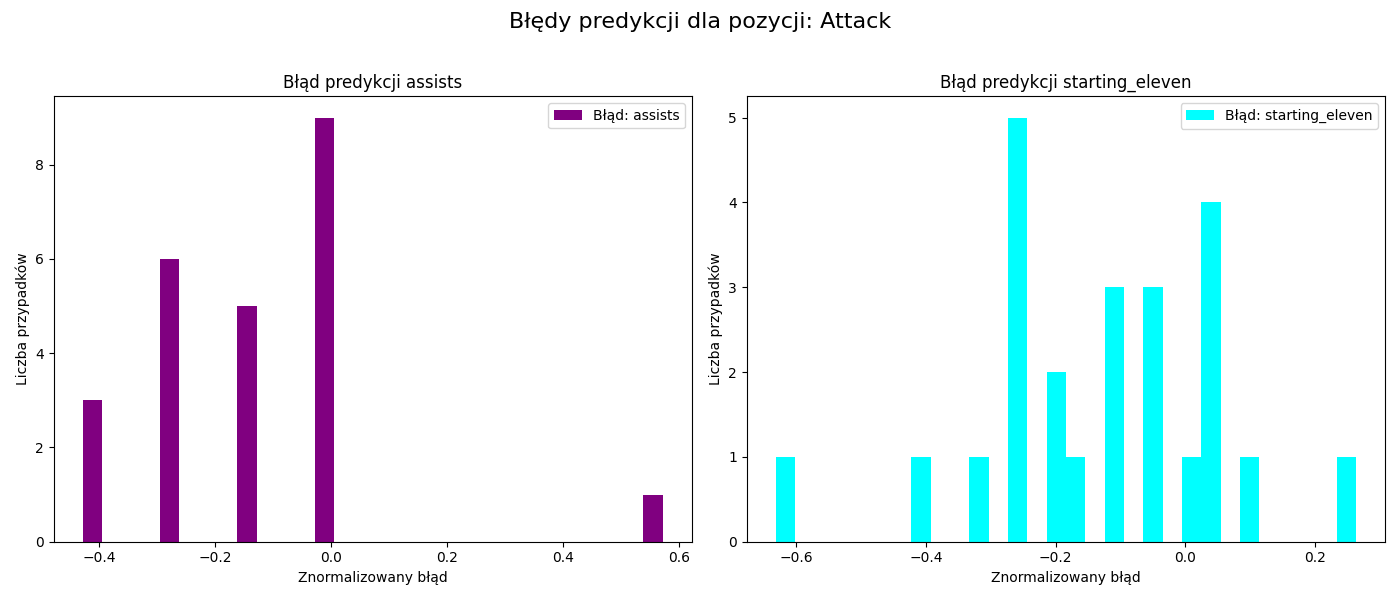 Błędy predykcji dla pozycji: Attack
Błąd predykcji assists
Błąd: assists
Liczba przypadków
8
6
4
2
0
−0.4 −0.2 0.0 0.2 0.4 0.6
Znormalizowany błąd
Błąd predykcji starting_eleven
Błąd: starting_eleven
Liczba przypadków
5
4
3
2
1
0
−0.6 −0.4 −0.2 0.0 0.2
Znormalizowany błąd